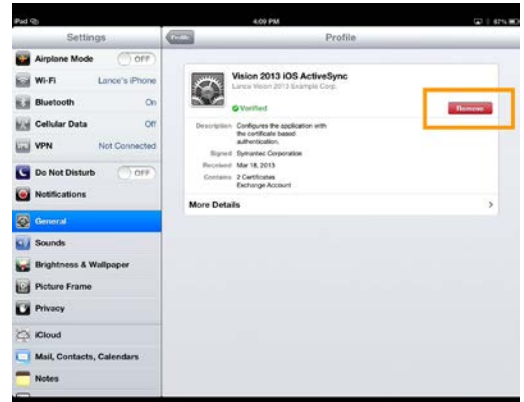 iPad
4:09 PM
87%
Settings
Profile
Profile
Airplane Mode
OFF
Wi-Fi
Lance's iPhone
Bluetooth
On
Cellular Data
Off
VPN
Not Connected
Do Not Disturb
OFF
Notifications
General
Sounds
Brightness & Wallpaper
Picture Frame
Privacy
iCloud
Mail, Contacts, Calendars
Notes
Vision 2013 iOS ActiveSync
Lance Vision 2013 Example Corp.
Verified
Remove
Description Configures the application with
the certificate based
authentication.
Signed Symantec Corporation
Received Mar 18, 2013
Contains 2 Certificates
Exchange Account
More Details